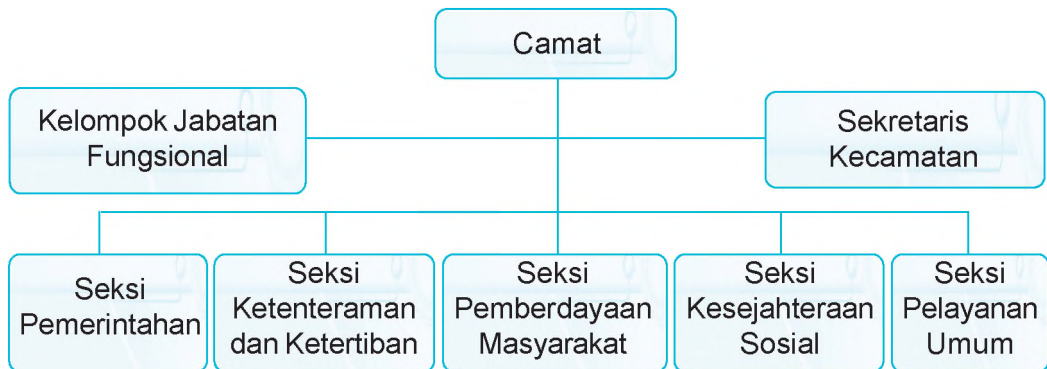 Camat
Kelompok Jabatan
Fungsional
Sekretaris
Kecamatan
Seksi
Pemerintahan
Seksi
Ketenteraman
dan Ketertiban
Seksi
Pemberdayaan
Masyarakat
Seksi
Kesejahteraan
Sosial
Seksi
Pelayanan
Umum